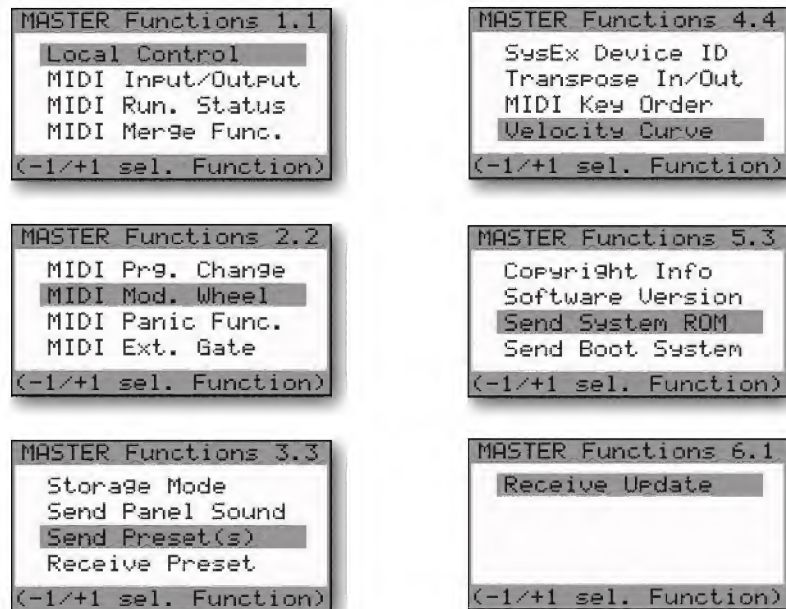 MASTER Functions 1.1
Local Control
MIDI Input/Output
MIDI Run. Status
MIDI Merge Func.
(-1/+1 sel. Function)
MASTER Functions 2.2
MIDI Prg. Change
MIDI Mod. Wheel
MIDI Panic Func.
MIDI Ext. Gate
(-1/+1 sel. Function)
MASTER Functions 3.3
Storage Mode
Send Panel Sound
Send Preset(s)
Receive Preset
(-1/+1 sel. Function)
MASTER Functions 4.4
SysEx Device ID
Transpose In/Out
MIDI Key Order
Velocity Curve
(-1/+1 sel. Function)
MASTER Functions 5.3
Copyright Info
Software Version
Send System ROM
Send Boot System
(-1/+1 sel. Function)
MASTER Functions 6.1
Receive Update
(-1/+1 sel. Function)